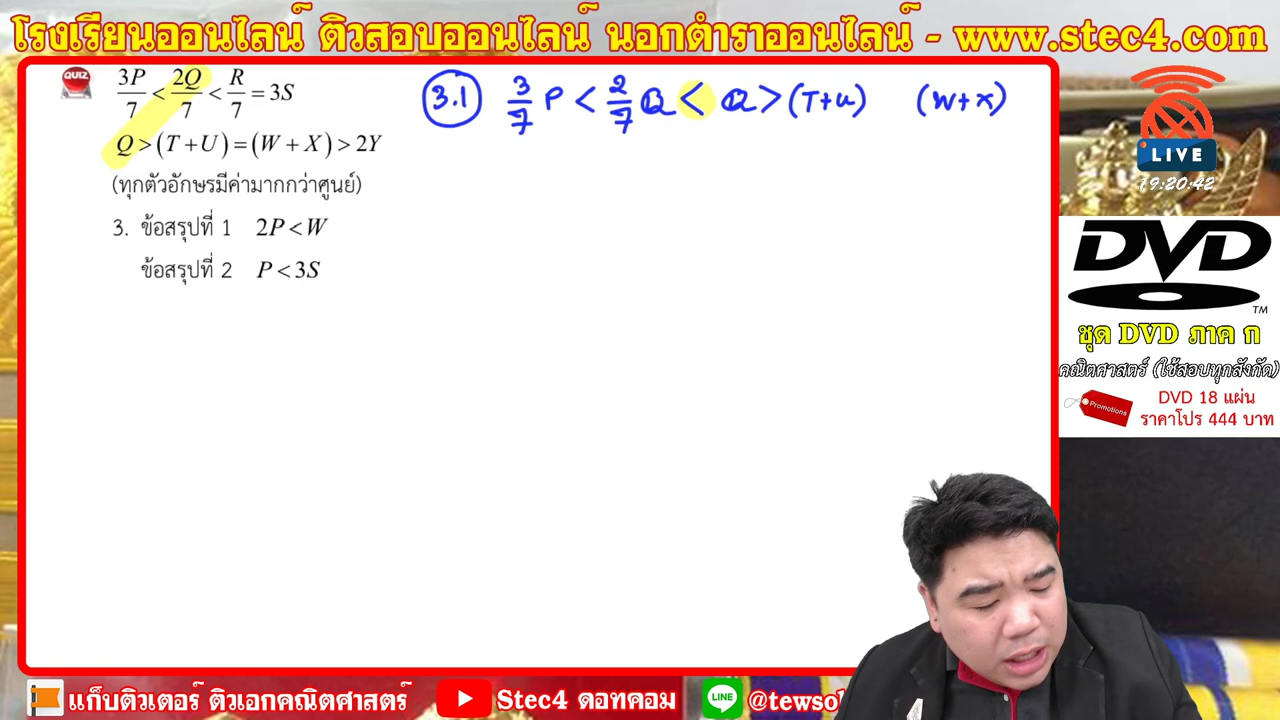 โรงเรียนออนไลน์ ติวสอบออนไลน์ นอกตำราออนไลน์ - www.stec4.com
QUIZ
3P/7 < 2Q/7 < R/7 = 3S
Q > (T + U) = (W + X) > 2Y
(ทุกตัวอักษรมีค่ามากกว่าศูนย์)
3. ข้อสรุปที่ 1 2P < W
ข้อสรุปที่ 2 P < 3S
3.1 3/7 P < 2/7 Q < Q > (T+U) (W+X)
LIVE
19:20:42
DVD
TM
ชุด DVD ภาค ก
คณิตศาสตร์ (ใช้สอบทุกสังกัด)
Promotions
DVD 18 แผ่น
ราคาโปร 444 บาท
แก็บติวเตอร์ ติวเอกคณิตศาสตร์
Stec4 ดอทคอม
LINE